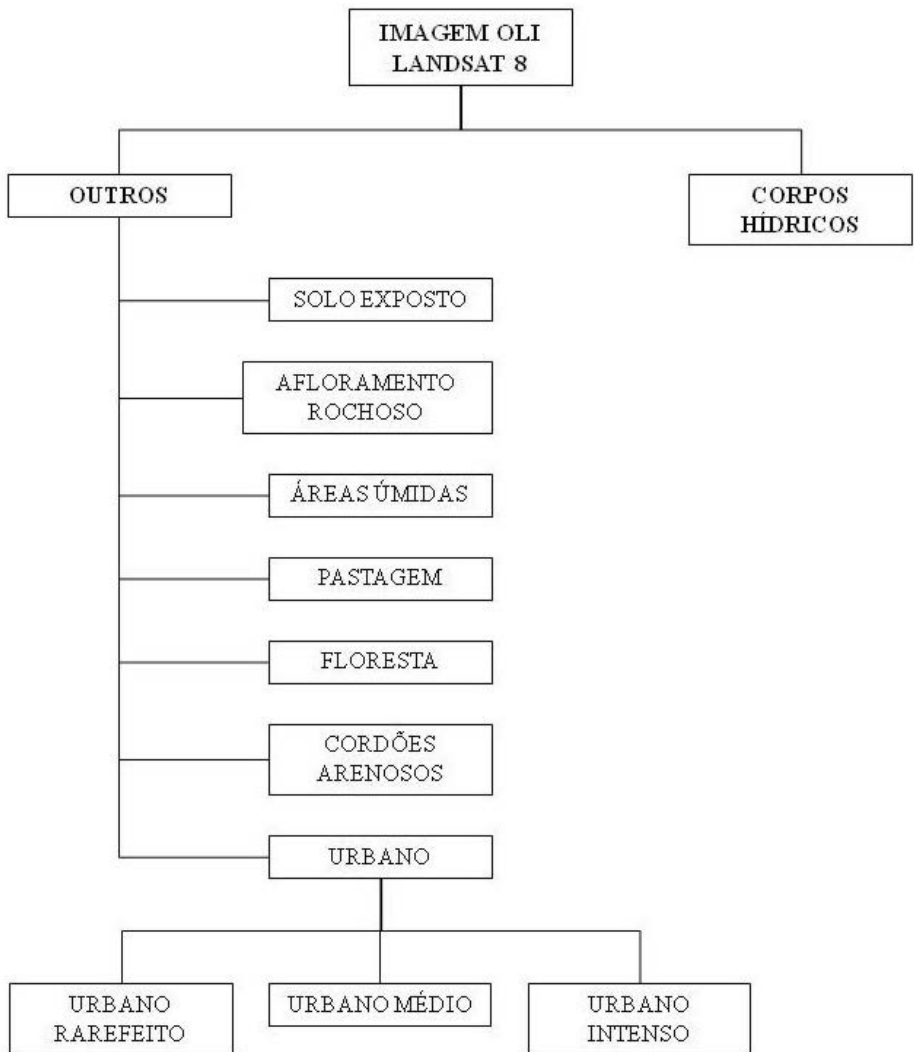 IMAGEM OLI
LANDSAT 8
OUTROS
CORPOS
HÍDRICOS
SOLO EXPOSTO
AFLORAMENTO
ROCHOSO
ÁREAS ÚMIDAS
PASTAGEM
FLORESTA
CORDÕES
ARENOSOS
URBANO
URBANO
RAREFEITO
URBANO MÉDIO
URBANO
INTENSO